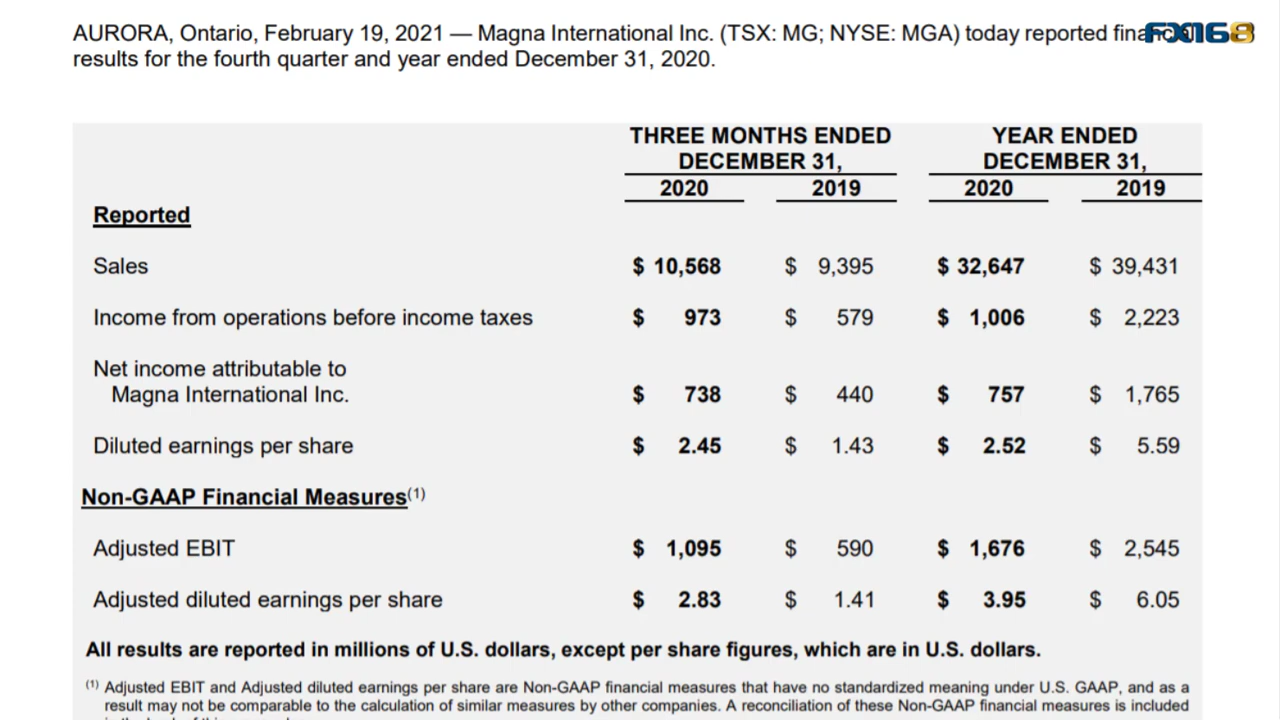 AURORA, Ontario, February 19, 2021 — Magna International Inc. (TSX: MG; NYSE: MGA) today reported financial
FX168
results for the fourth quarter and year ended December 31, 2020.
THREE MONTHS ENDED YEAR ENDED
DECEMBER 31, DECEMBER 31,
2020 2019 2020 2019
Reported
Sales $ 10,568 $ 9,395 $ 32,647 $ 39,431
Income from operations before income taxes $ 973 $ 579 $ 1,006 $ 2,223
Net income attributable to
Magna International Inc. $ 738 $ 440 $ 757 $ 1,765
Diluted earnings per share $ 2.45 $ 1.43 $ 2.52 $ 5.59
Non-GAAP Financial Measures(1)
Adjusted EBIT $ 1,095 $ 590 $ 1,676 $ 2,545
Adjusted diluted earnings per share $ 2.83 $ 1.41 $ 3.95 $ 6.05
All results are reported in millions of U.S. dollars, except per share figures, which are in U.S. dollars.
(1) Adjusted EBIT and Adjusted diluted earnings per share are Non-GAAP financial measures that have no standardized meaning under U.S. GAAP, and as a
result may not be comparable to the calculation of similar measures by other companies. A reconciliation of these Non-GAAP financial measures is included